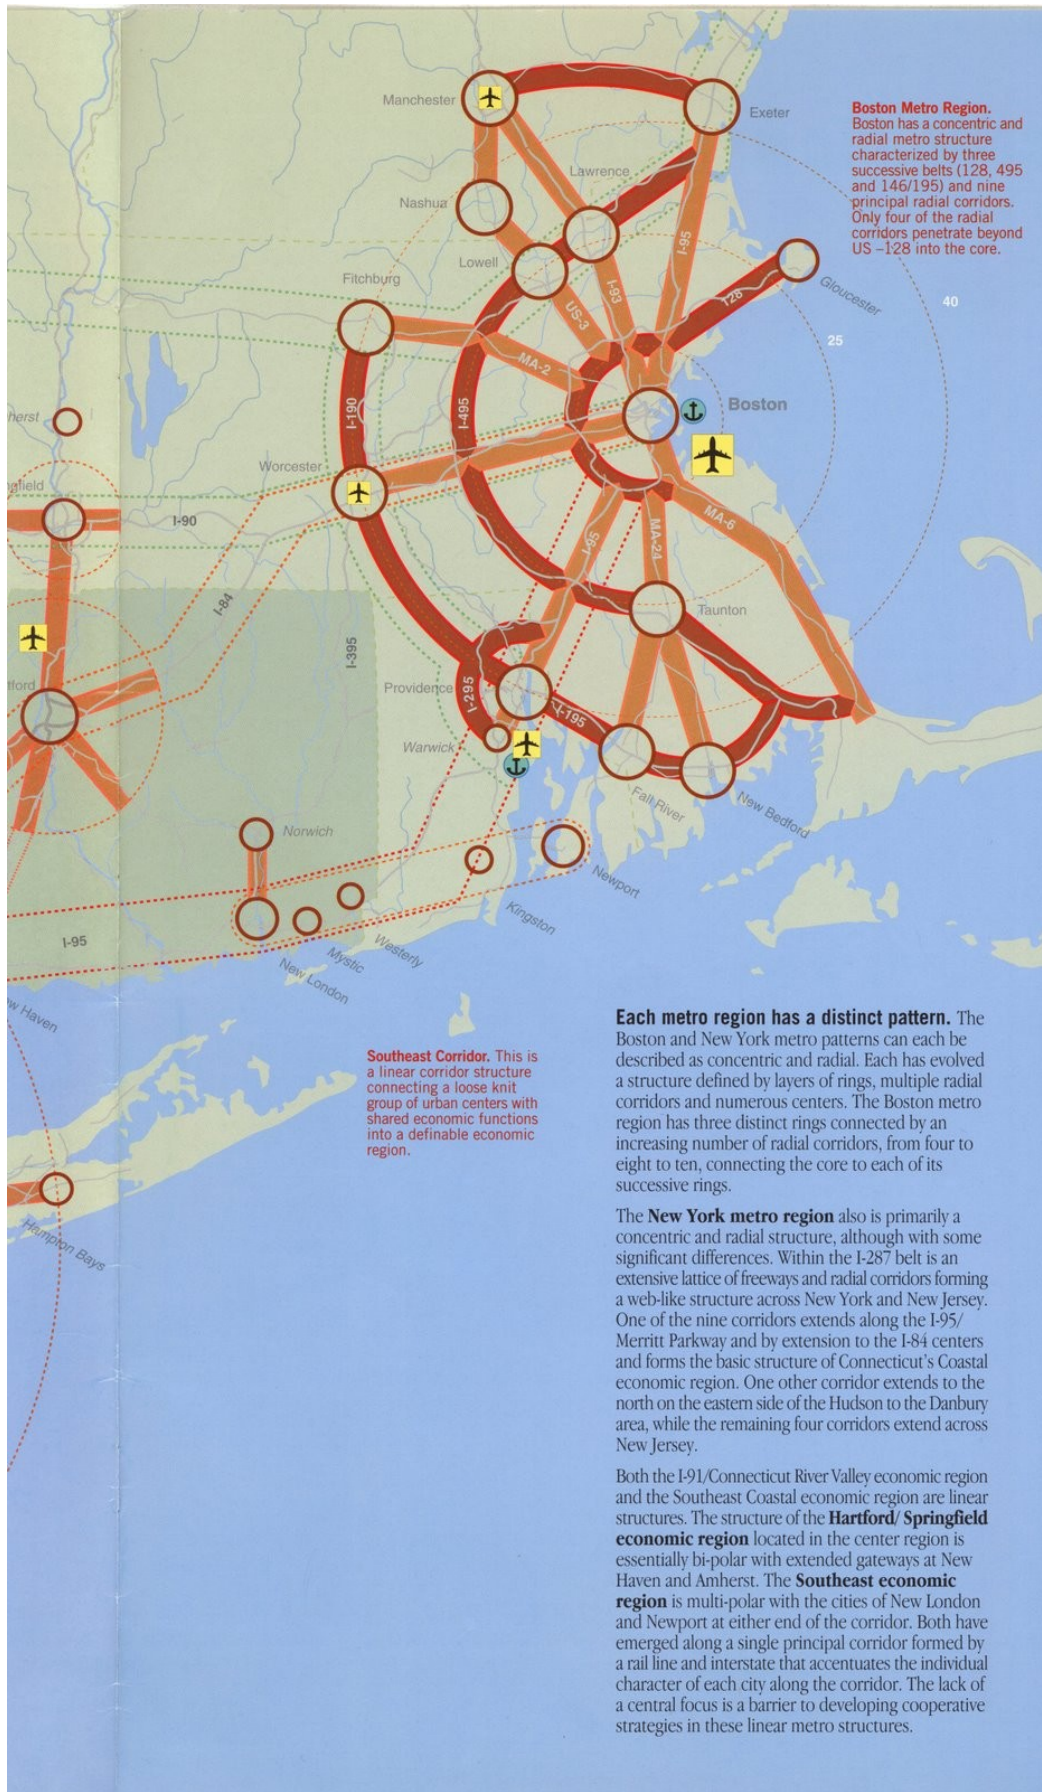 Manchester
Exeter
Boston Metro Region.
Boston has a concentric and
radial metro structure
characterized by three
successive belts (128, 495
and 146/195) and nine
principal radial corridors.
Only four of the radial
corridors penetrate beyond
US –128 into the core.
Lawrence
Nashua
I-95
Lowell
Fitchburg
Gloucester
128
I-93
US-3
40
25
MA-2
I-190
I-495
Boston
herst
Worcester
ngfield
I-90
MA-6
MA-24
I-95
I-84
Taunton
I-395
tford
Providence
I-295
I-195
Warwick
Fall River
New Bedford
Norwich
Newport
Kingston
I-95
Westerly
Mystic
New London
w Haven
Each metro region has a distinct pattern. The
Boston and New York metro patterns can each be
described as concentric and radial. Each has evolved
a structure defined by layers of rings, multiple radial
corridors and numerous centers. The Boston metro
region has three distinct rings connected by an
increasing number of radial corridors, from four to
eight to ten, connecting the core to each of its
successive rings.
Southeast Corridor. This is
a linear corridor structure
connecting a loose knit
group of urban centers with
shared economic functions
into a definable economic
region.
Hampton Bays
The New York metro region also is primarily a
concentric and radial structure, although with some
significant differences. Within the I-287 belt is an
extensive lattice of freeways and radial corridors forming
a web-like structure across New York and New Jersey.
One of the nine corridors extends along the I-95/
Merritt Parkway and by extension to the I-84 centers
and forms the basic structure of Connecticut's Coastal
economic region. One other corridor extends to the
north on the eastern side of the Hudson to the Danbury
area, while the remaining four corridors extend across
New Jersey.
Both the I-91/Connecticut River Valley economic region
and the Southeast Coastal economic region are linear
structures. The structure of the Hartford/ Springfield
economic region located in the center region is
essentially bi-polar with extended gateways at New
Haven and Amherst. The Southeast economic
region is multi-polar with the cities of New London
and Newport at either end of the corridor. Both have
emerged along a single principal corridor formed by
a rail line and interstate that accentuates the individual
character of each city along the corridor. The lack of
a central focus is a barrier to developing cooperative
strategies in these linear metro structures.